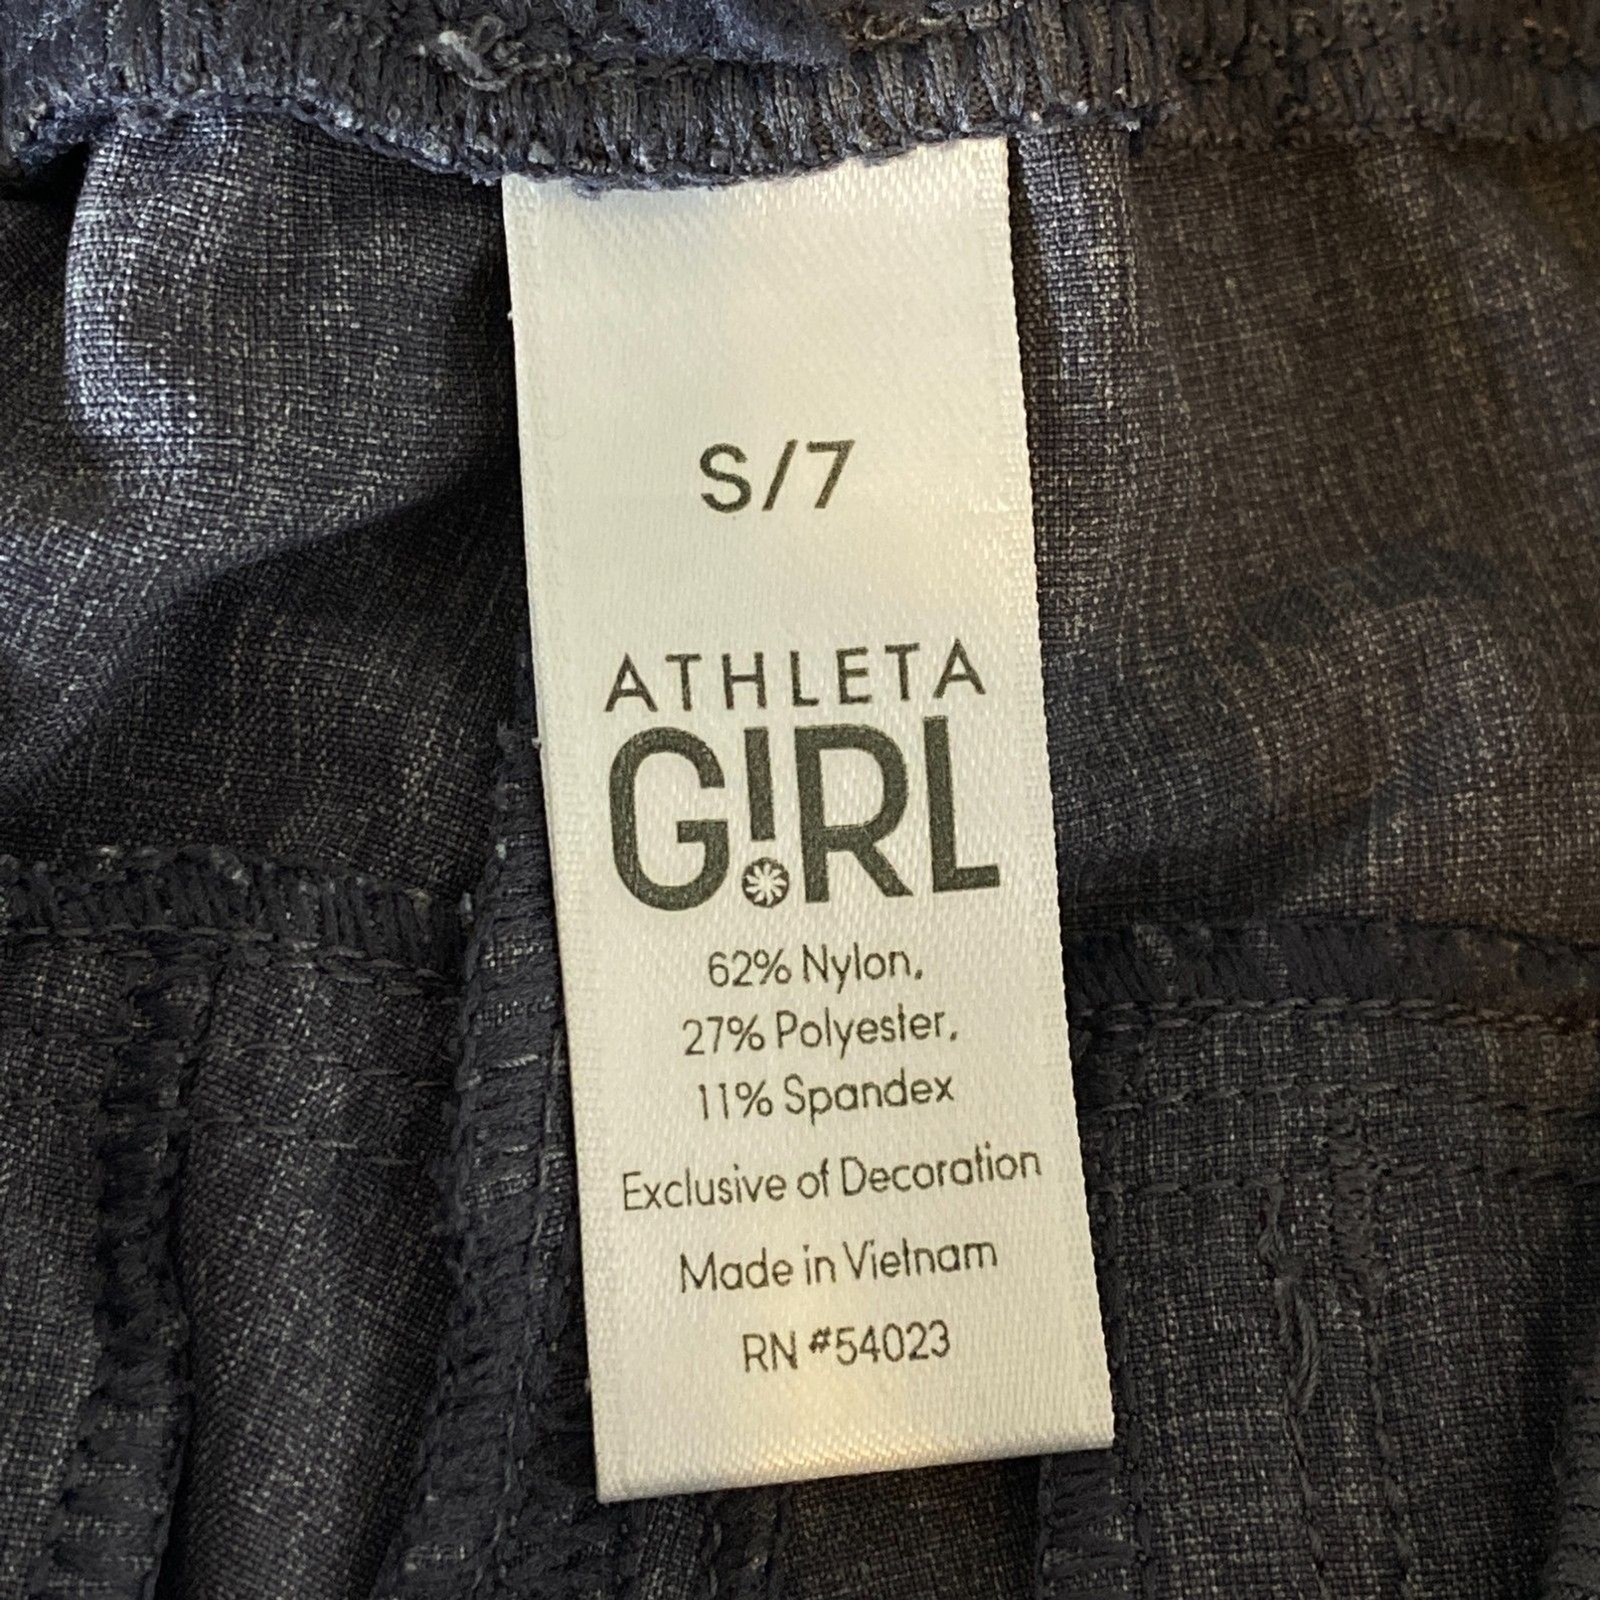 S/7
ATHLETA
G!RL
62% Nylon,
27% Polyester,
11% Spandex
Exclusive of Decoration
Made in Vietnam
RN #54023